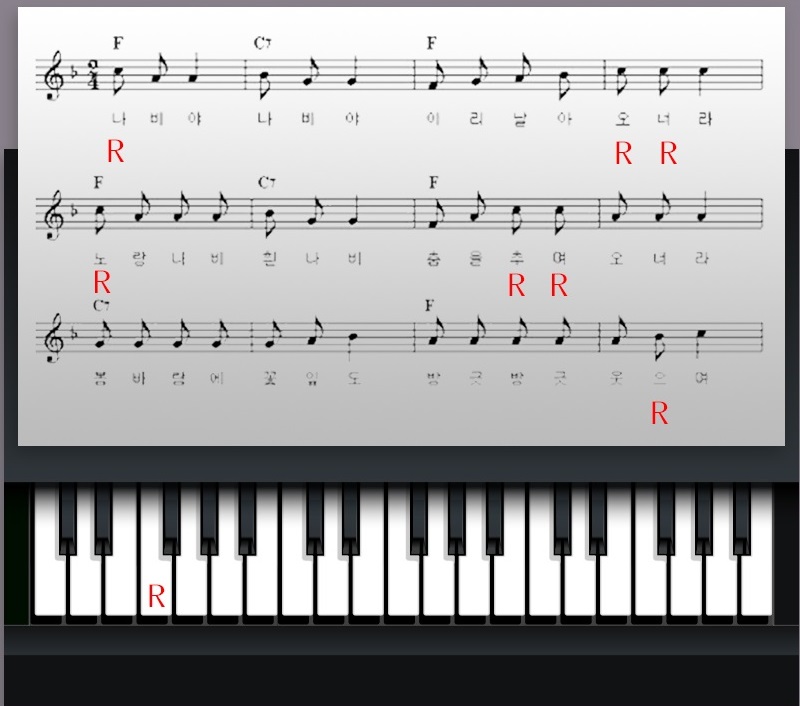 F C7 F
2
4
나 비 야 나 비 야 이 리 날 아 오 너 라
R R R
F C7 F
노 랑 나 비 흰 나 비 춤 을 추 며 오 너 라
R R R
C7 F
봄 바 람 에 꽃 잎 도 방 긋 방 긋 웃 으 며
R
R